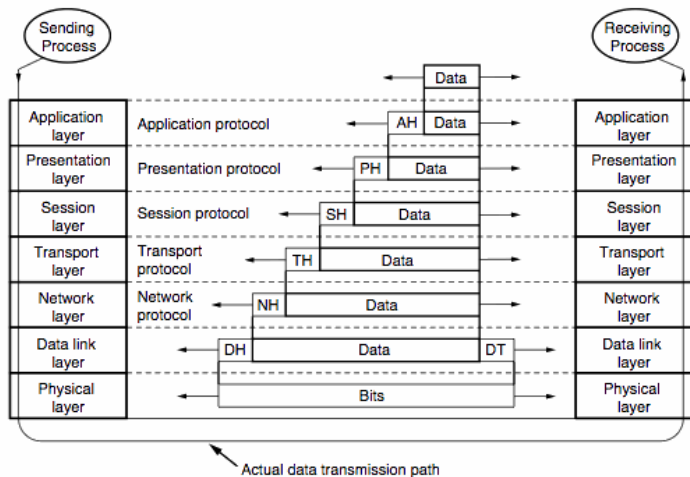 Sending
Process
Receiving
Process
Data
Application
layer
Application protocol
AH
Data
Application
layer
Presentation
layer
Presentation protocol
PH
Data
Presentation
layer
Session
layer
Session protocol
SH
Data
Session
layer
Transport
layer
Transport
protocol
TH
Data
Transport
layer
Network
layer
Network
protocol
NH
Data
Network
layer
Data link
layer
DH
Data
DT
Data link
layer
Physical
layer
Bits
Physical
layer
Actual data transmission path